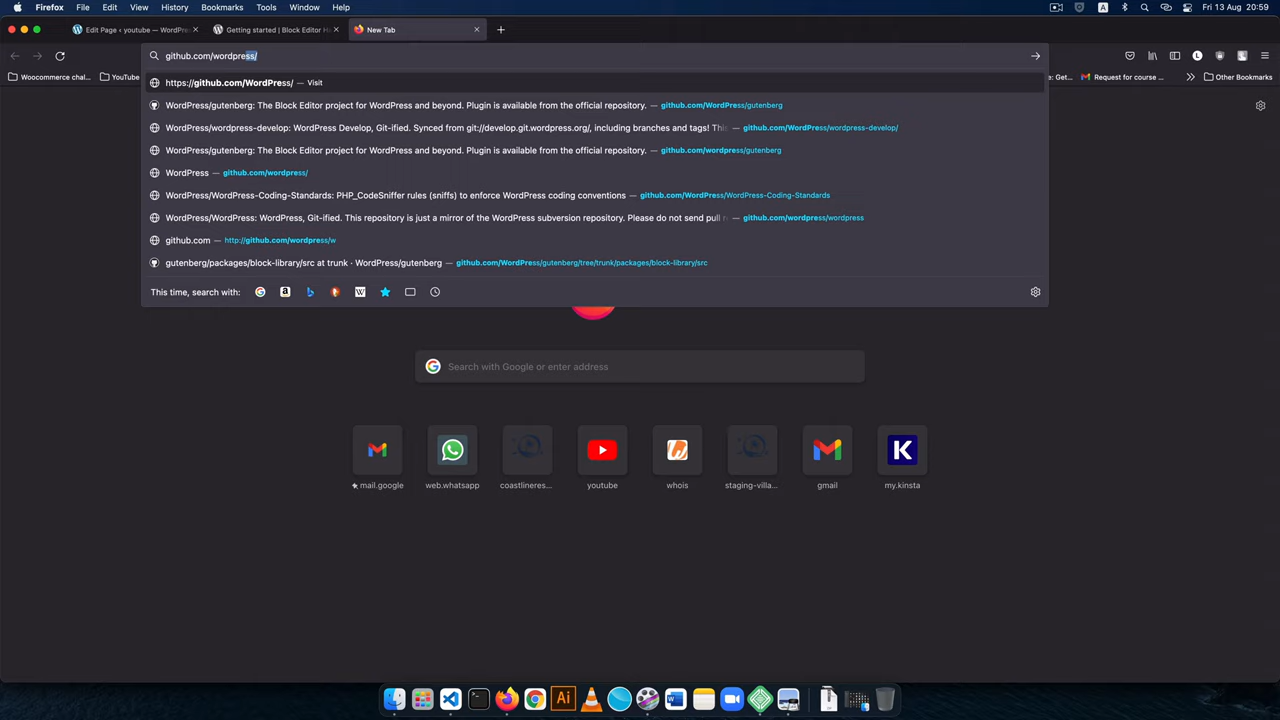 Firefox File Edit View History Bookmarks Tools Window Help
A
Fri 13 Aug 20:59
Edit Page ‹ youtube — WordPre
Getting started | Block Editor H
New Tab
github.com/wordpress/
Woocommerce chal...
YouTube
: Get:
Request for course ...
Other Bookmarks
https://github.com/WordPress/ — Visit
WordPress/gutenberg: The Block Editor project for WordPress and beyond. Plugin is available from the official repository. — github.com/WordPress/gutenberg
WordPress/wordpress-develop: WordPress Develop, Git-ified. Synced from git://develop.git.wordpress.org/, including branches and tags! This — github.com/WordPress/wordpress-develop/
WordPress/gutenberg: The Block Editor project for WordPress and beyond. Plugin is available from the official repository. — github.com/wordpress/gutenberg
WordPress — github.com/wordpress/
WordPress/WordPress-Coding-Standards: PHP_CodeSniffer rules (sniffs) to enforce WordPress coding conventions — github.com/WordPress/WordPress-Coding-Standards
WordPress/WordPress: WordPress, Git-ified. This repository is just a mirror of the WordPress subversion repository. Please do not send pull r — github.com/wordpress/wordpress
github.com — http://github.com/wordpress/w
gutenberg/packages/block-library/src at trunk · WordPress/gutenberg — github.com/WordPress/gutenberg/tree/trunk/packages/block-library/src
This time, search with:
Search with Google or enter address
mail.google
web.whatsapp
coastlineres...
youtube
whois
staging-villa...
gmail
K
my.kinsta
Ai
W